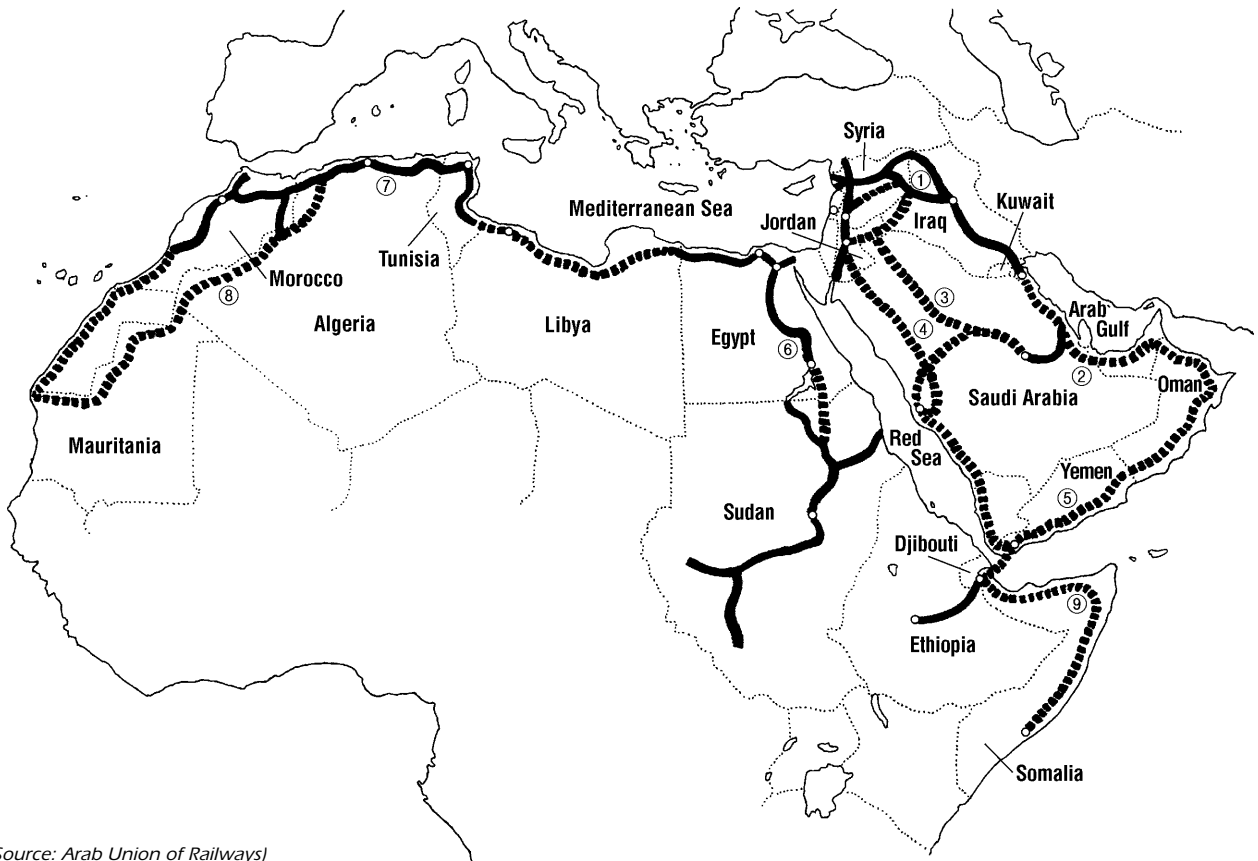 Syria
①
Kuwait
Iraq
Mediterranean Sea
Jordan
⑦
Tunisia
Morocco
⑧
Algeria
Libya
Egypt
⑥
③
④
Arab
Gulf
②
Oman
Saudi Arabia
Mauritania
Red
Sea
Yemen
⑤
Sudan
Djibouti
⑨
Ethiopia
Somalia
Source: Arab Union of Railways)